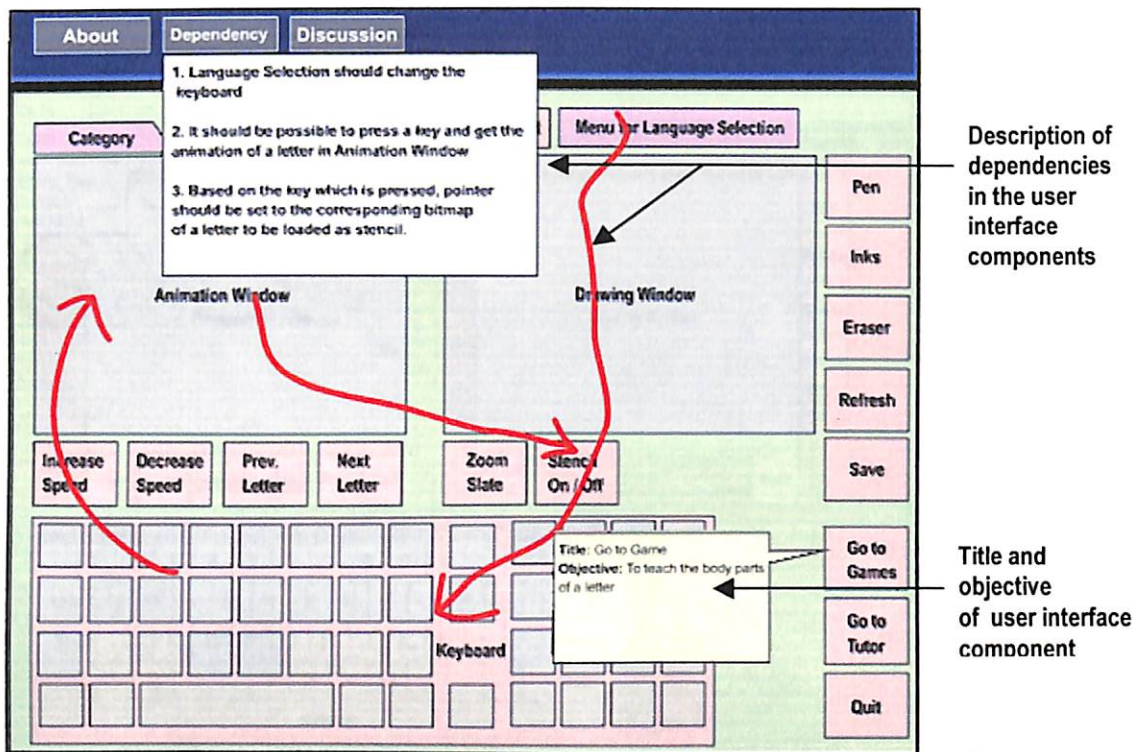 About
Dependency
Discussion
1. Language Selection should change the
keyboard
2. It should be possible to press a key and get the
animation of a letter in Animation Window
3. Based on the key which is pressed, pointer
should be set to the corresponding bitmap
of a letter to be loaded as stencil.
Category
Menu for Language Selection
Description of
dependencies
in the user
interface
components
Animation Window
Drawing Window
Pen
Inks
Eraser
Refresh
Save
Increase
Speed
Decrease
Speed
Prev.
Letter
Next
Letter
Zoom
Slate
Stencil
On / Off
Title: Go to Game
Objective: To teach the body parts
of a letter
Keyboard
Go to
Games
Go to
Tutor
Quit
Title and
objective
of user interface
component